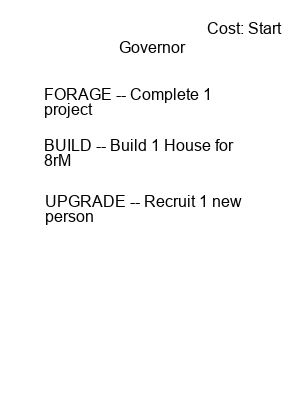 Cost: Start
Governor
FORAGE -- Complete 1
project
BUILD -- Build 1 House for
8rM
UPGRADE -- Recruit 1 new
person